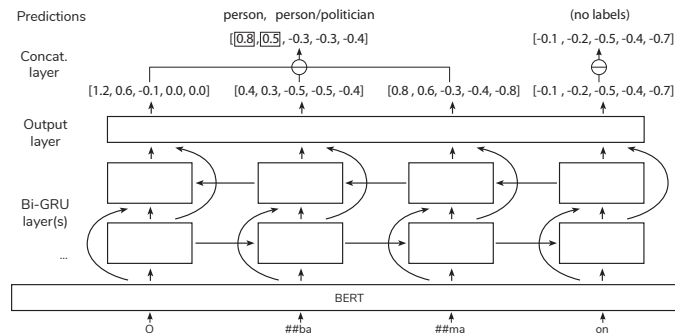 Predictions person, person/politician (no labels)
[0.8, 0.5, -0.3, -0.3, -0.4] [-0.1 , -0.2, -0.5, -0.4, -0.7]
Concat.
layer
[1.2, 0.6, -0.1, 0.0, 0.0] [0.4, 0.3, -0.5, -0.5, -0.4] [0.8 , 0.6, -0.3, -0.4, -0.8] [-0.1 , -0.2, -0.5, -0.4, -0.7]
Output
layer
Bi-GRU
layer(s)
...
BERT
O ##ba ##ma on